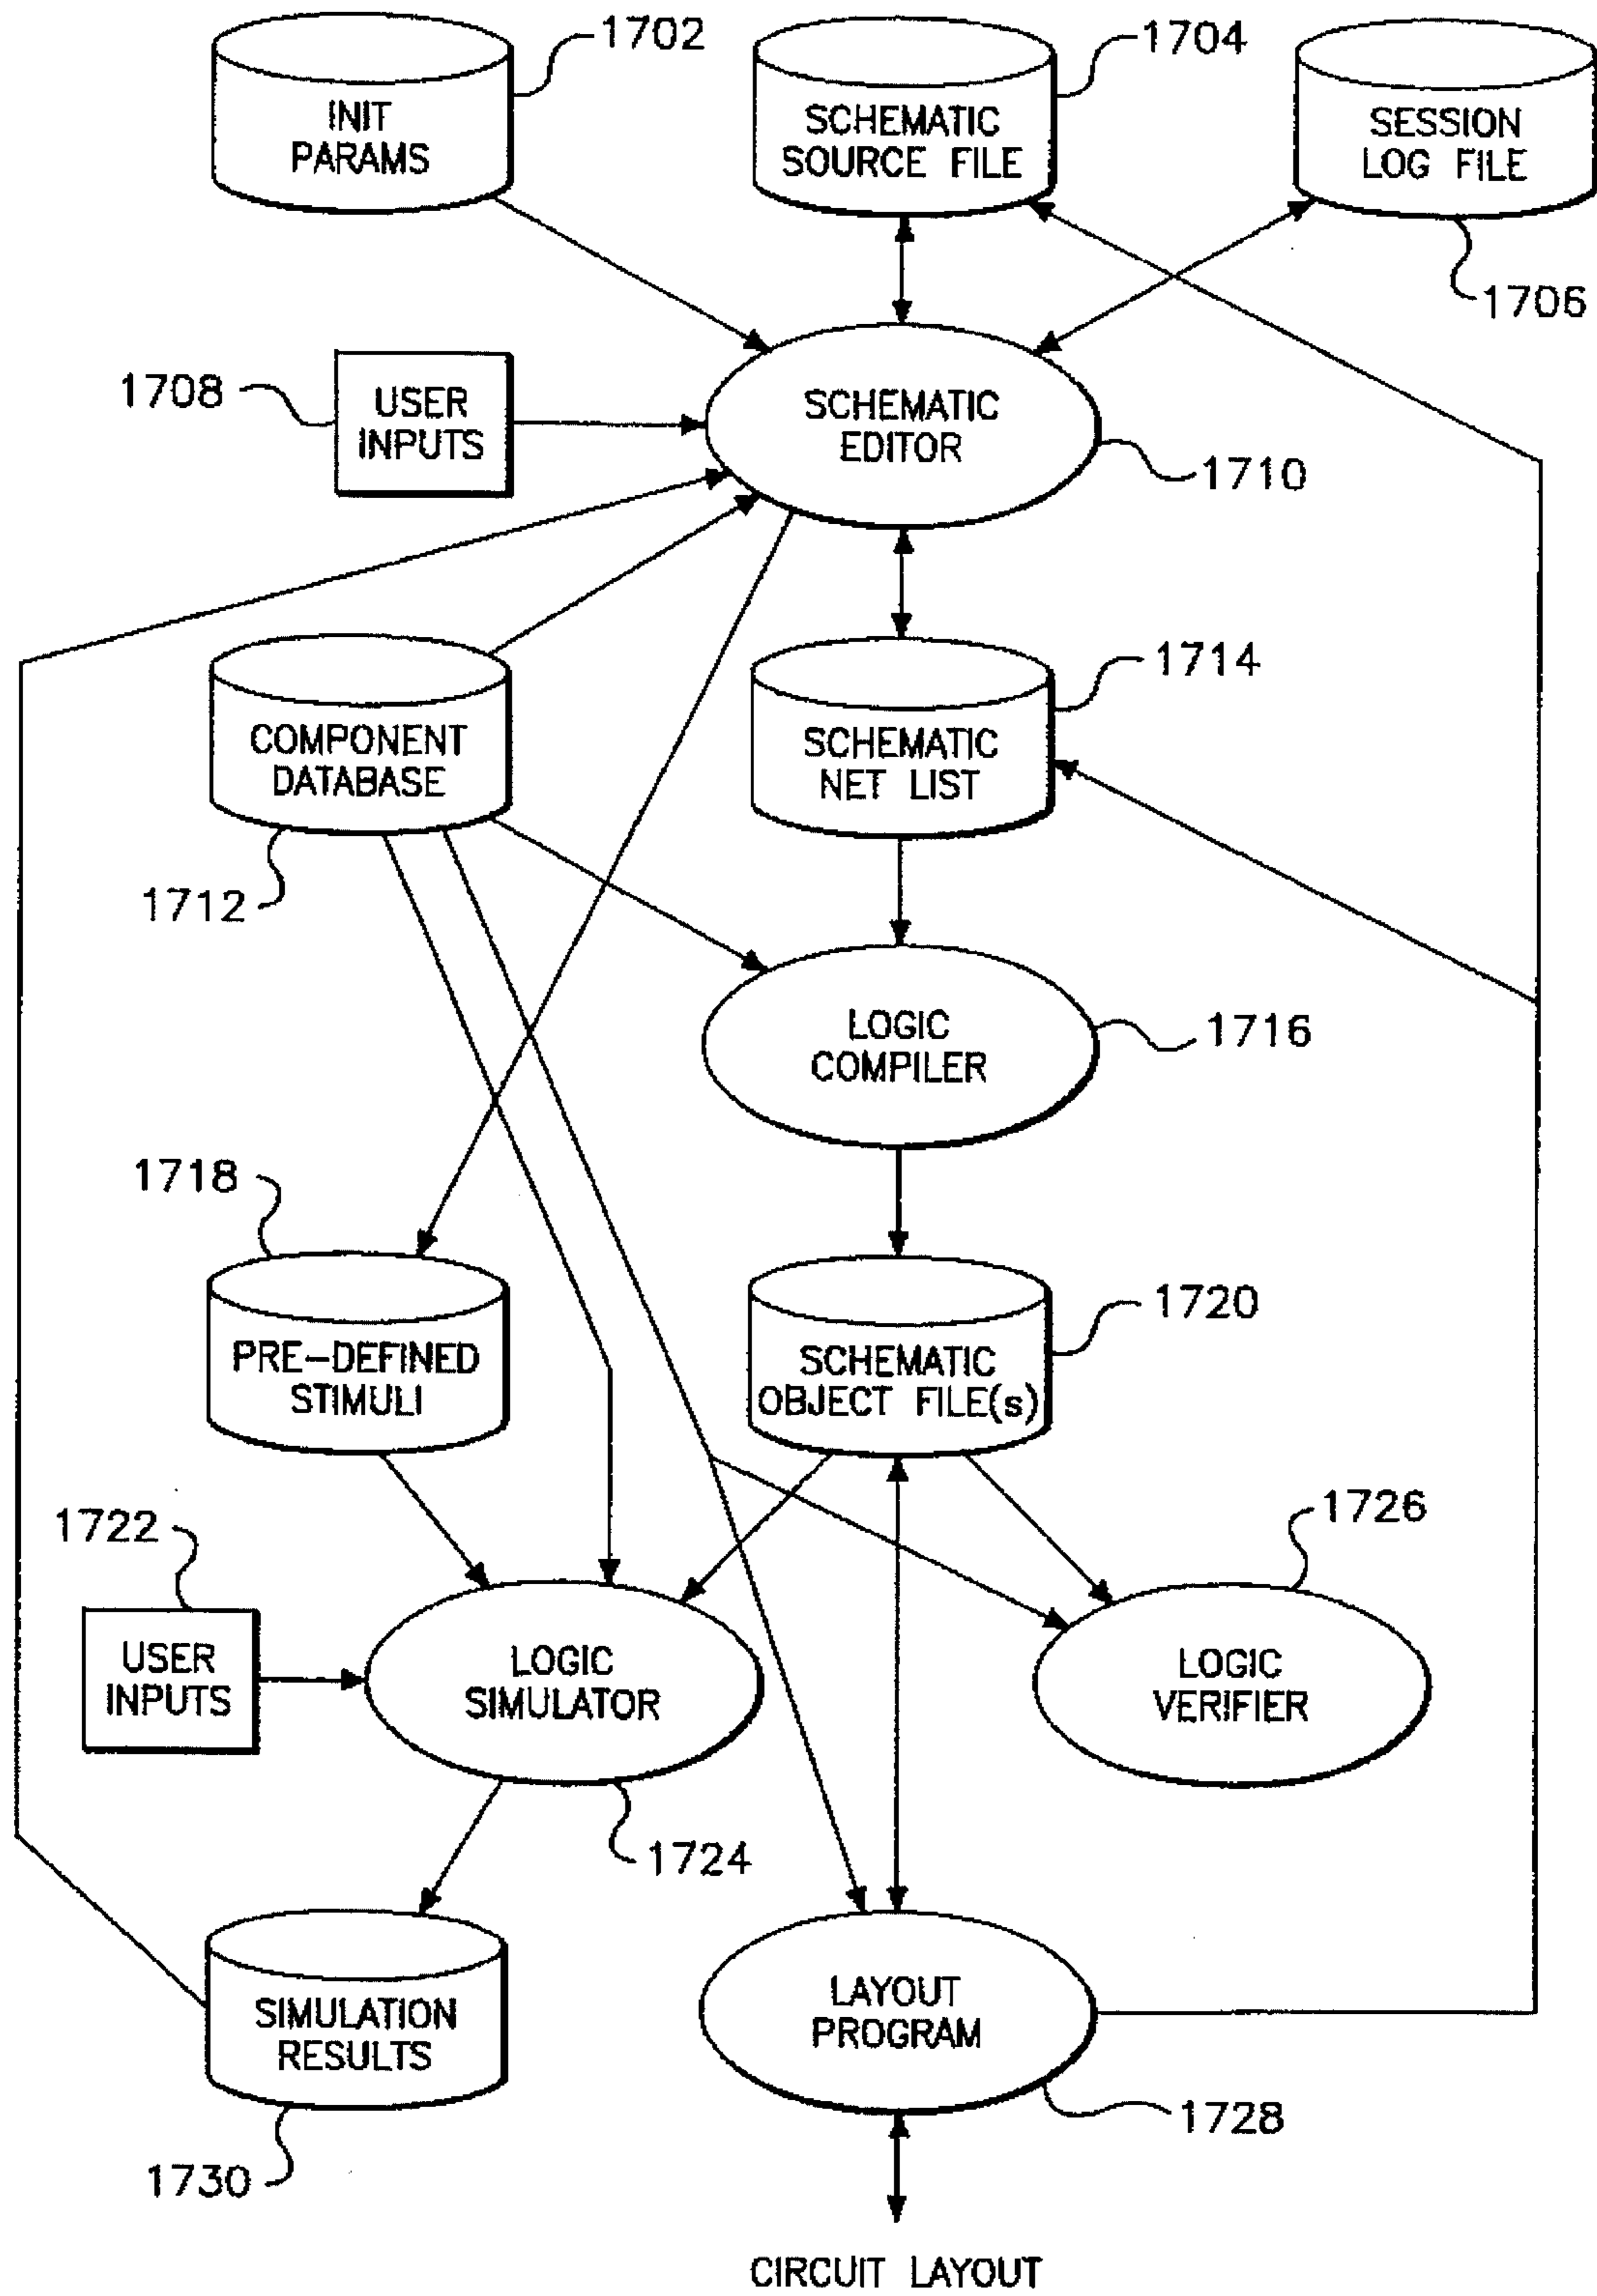 1702
1704
INIT
PARAMS
SCHEMATIC
SOURCE FILE
SESSION
LOG FILE
1706
1708
USER
INPUTS
SCHEMATIC
EDITOR
1710
1714
COMPONENT
DATABASE
SCHEMATIC
NET LIST
1712
LOGIC
COMPILER
1716
1718
1720
PRE-DEFINED
STIMULI
SCHEMATIC
OBJECT FILE(s)
1722
1726
USER
INPUTS
LOGIC
SIMULATOR
LOGIC
VERIFIER
1724
SIMULATION
RESULTS
LAYOUT
PROGRAM
1728
1730
CIRCUIT LAYOUT